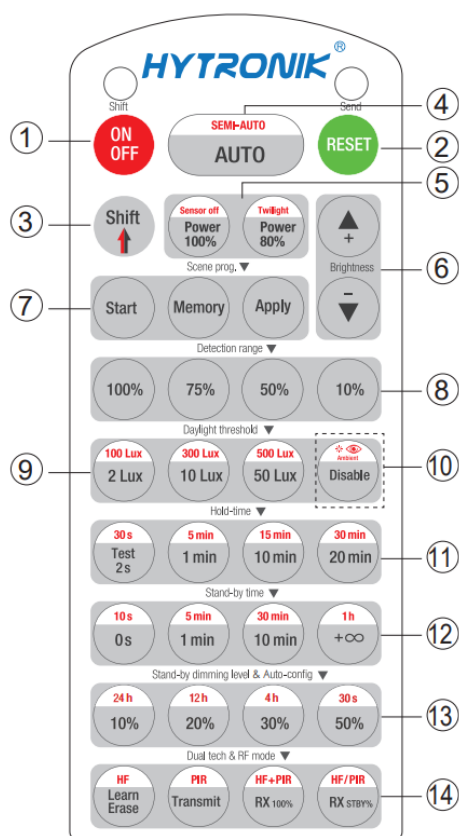 HYTRONIK®
Shift
Send
④
SEMI-AUTO
① ON
OFF
AUTO
RESET
②
⑤
③ Shift
Sensor off
Power
100%
Twilight
Power
80%
+
Brightness
−
⑥
Scene prog. ▼
⑦ Start Memory Apply
Detection range ▼
100% 75% 50% 10% ⑧
Daylight threshold ▼
100 Lux 300 Lux 500 Lux Ambient
⑨ 2 Lux 10 Lux 50 Lux Disable ⑩
Hold-time ▼
30 s 5 min 15 min 30 min
Test
2 s
1 min 10 min 20 min ⑪
Stand-by time ▼
10 s 5 min 30 min 1 h
0 s 1 min 10 min +∞ ⑫
Stand-by dimming level & Auto-config ▼
24 h 12 h 4 h 30 s
10% 20% 30% 50% ⑬
Dual tech & RF mode ▼
HF PIR HF+PIR HF/PIR
Learn
Erase
Transmit RX 100% RX STBY% ⑭